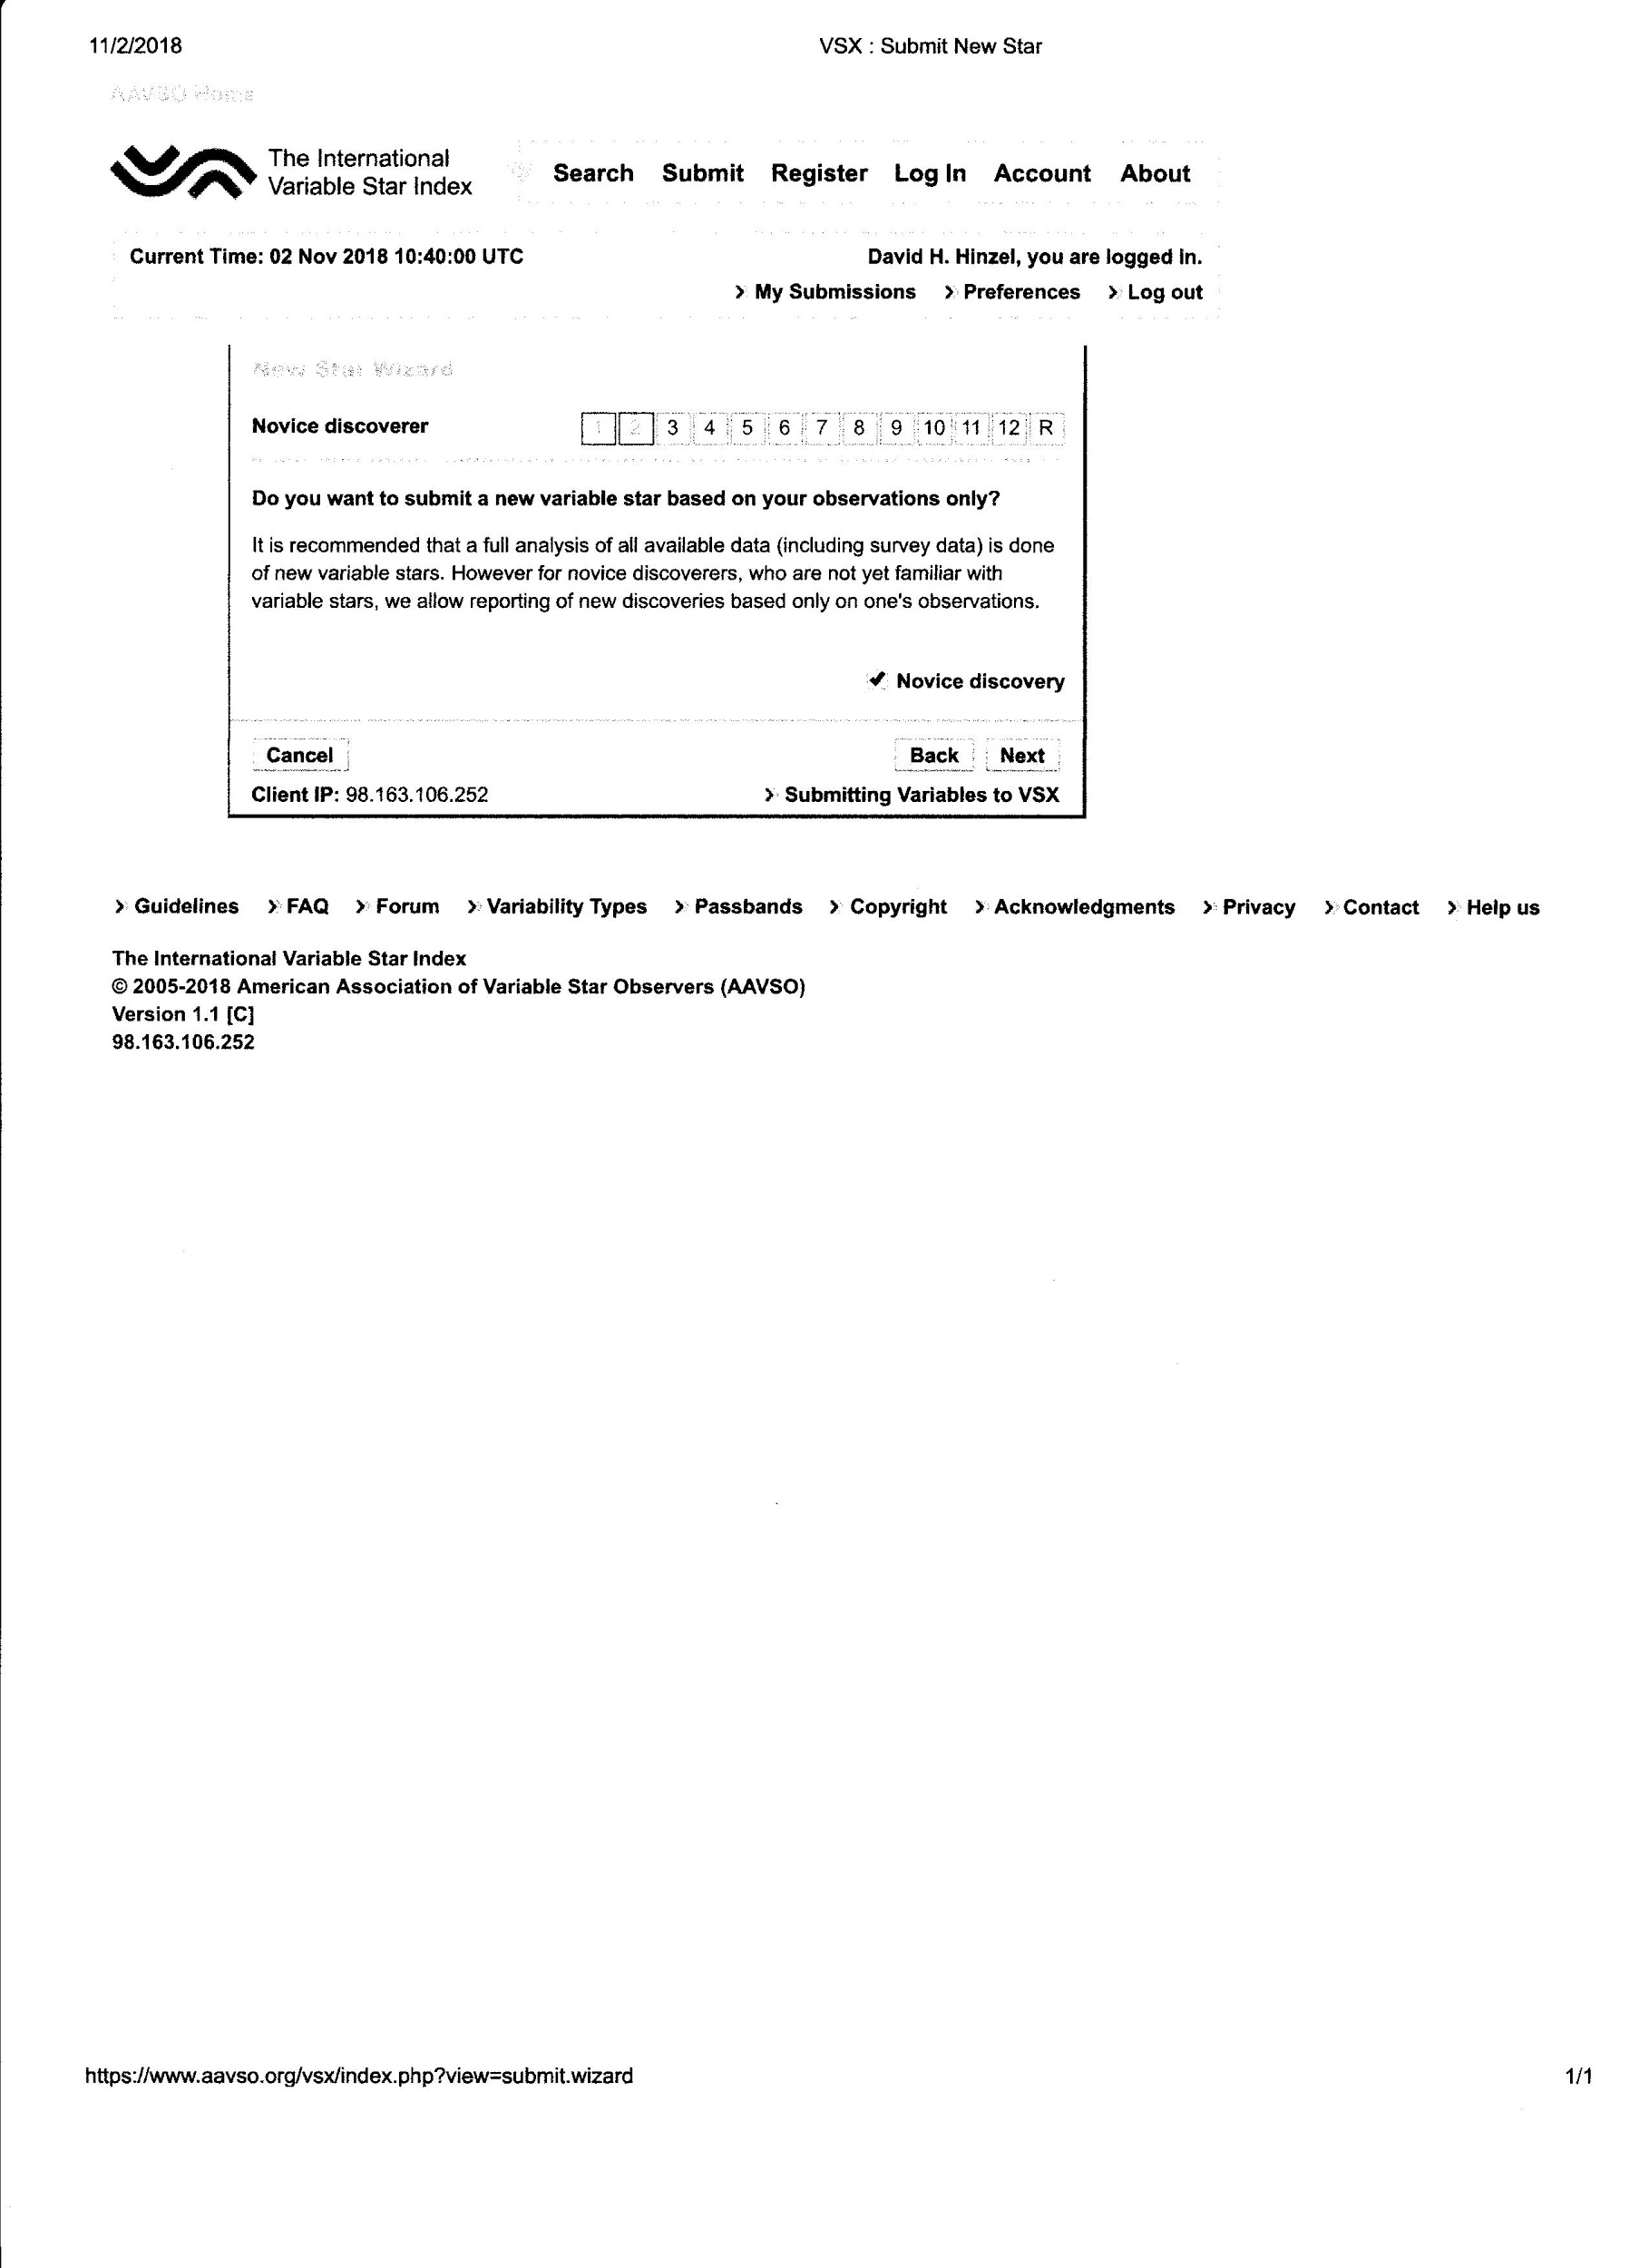 11/2/2018 VSX : Submit New Star
AAVSO Home
The International
Variable Star Index
Search Submit Register Log In Account About
Current Time: 02 Nov 2018 10:40:00 UTC David H. Hinzel, you are logged in.
› My Submissions › Preferences › Log out
New Star Wizard
Novice discoverer 1 2 3 4 5 6 7 8 9 10 11 12 R
Do you want to submit a new variable star based on your observations only?
It is recommended that a full analysis of all available data (including survey data) is done
of new variable stars. However for novice discoverers, who are not yet familiar with
variable stars, we allow reporting of new discoveries based only on one's observations.
✔ Novice discovery
Cancel Back Next
Client IP: 98.163.106.252 › Submitting Variables to VSX
› Guidelines › FAQ › Forum › Variability Types › Passbands › Copyright › Acknowledgments › Privacy › Contact › Help us
The International Variable Star Index
© 2005-2018 American Association of Variable Star Observers (AAVSO)
Version 1.1 [C]
98.163.106.252
https://www.aavso.org/vsx/index.php?view=submit.wizard 1/1